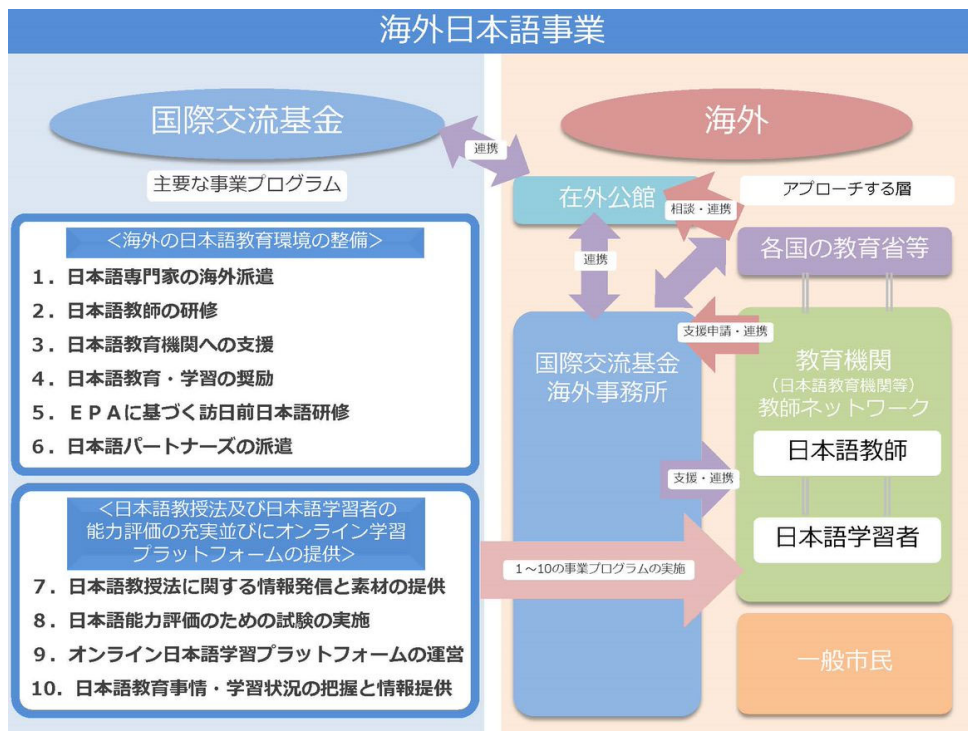 海外日本語事業
国際交流基金
主要な事業プログラム
＜海外の日本語教育環境の整備＞
１．日本語専門家の海外派遣
２．日本語教師の研修
３．日本語教育機関への支援
４．日本語教育・学習の奨励
５．ＥＰＡに基づく訪日前日本語研修
６．日本語パートナーズの派遣
＜日本語教授法及び日本語学習者の
能力評価の充実並びにオンライン学習
プラットフォームの提供＞
７．日本語教授法に関する情報発信と素材の提供
８．日本語能力評価のための試験の実施
９．オンライン日本語学習プラットフォームの運営
10．日本語教育事情・学習状況の把握と情報提供
海外
連携
在外公館
アプローチする層
相談・連携
各国の教育省等
連携
支援申請・連携
国際交流基金
海外事務所
教育機関
（日本語教育機関等）
教師ネットワーク
日本語教師
支援・連携
日本語学習者
1～10の事業プログラムの実施
一般市民